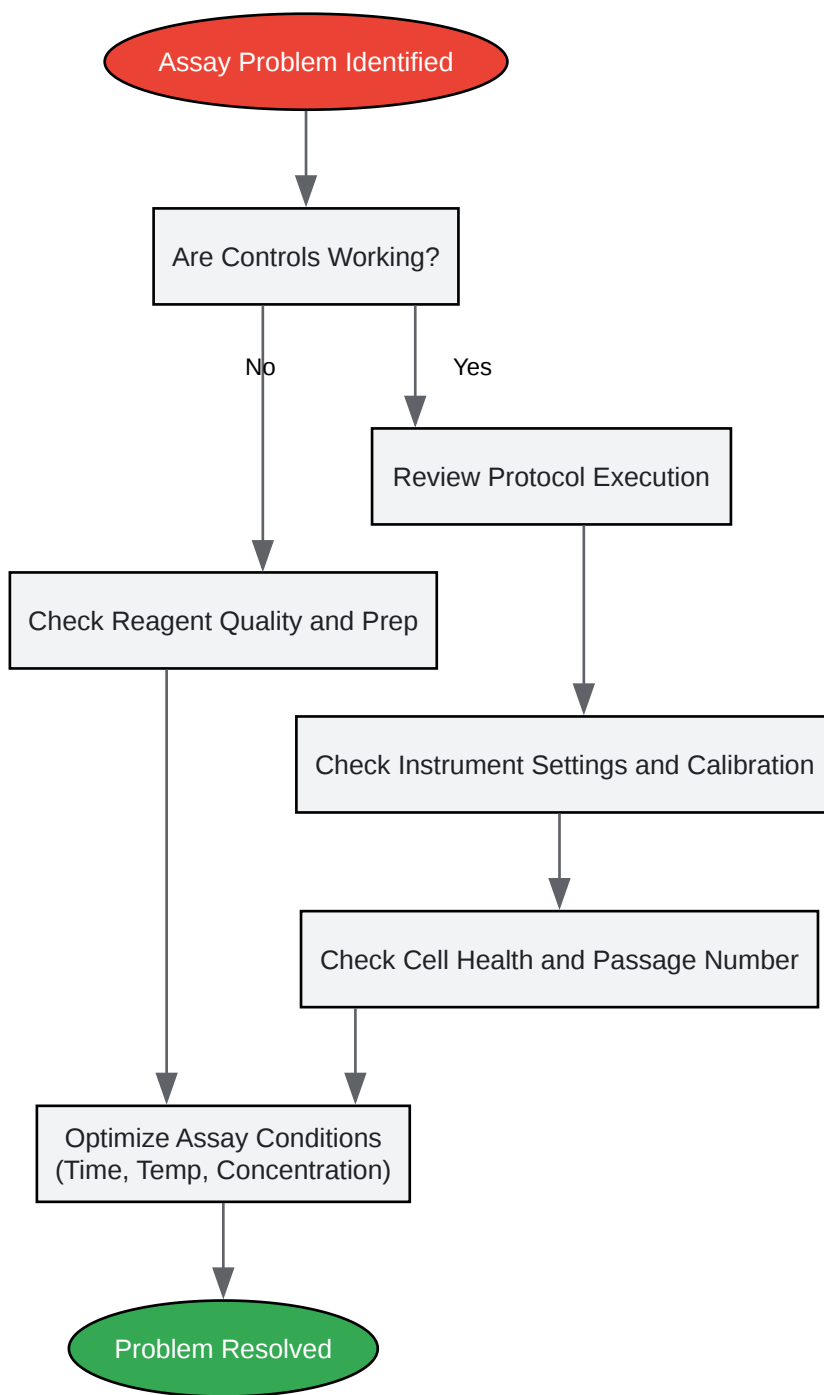 Assay Problem Identified
Are Controls Working?
No
Yes
Review Protocol Execution
Check Reagent Quality and Prep
Check Instrument Settings and Calibration
Check Cell Health and Passage Number
Optimize Assay Conditions
(Time, Temp, Concentration)
Problem Resolved